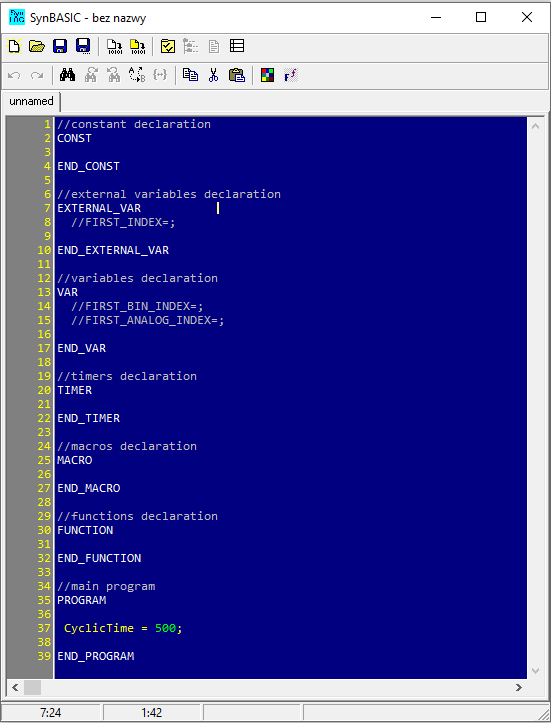 SynBASIC - bez nazwy
unnamed
1 //constant declaration
2 CONST
4 END_CONST
5
6 //external variables declaration
7 EXTERNAL_VAR
8 //FIRST_INDEX=;
9
10 END_EXTERNAL_VAR
11
12 //variables declaration
13 VAR
14 //FIRST_BIN_INDEX=;
15 //FIRST_ANALOG_INDEX=;
16
17 END_VAR
18
19 //timers declaration
20 TIMER
21
22 END_TIMER
23
24 //macros declaration
25 MACRO
26
27 END_MACRO
28
29 //functions declaration
30 FUNCTION
31
32 END_FUNCTION
33
34 //main program
35 PROGRAM
36
37 CyclicTime = 500;
38
39 END_PROGRAM
7:24 1:42